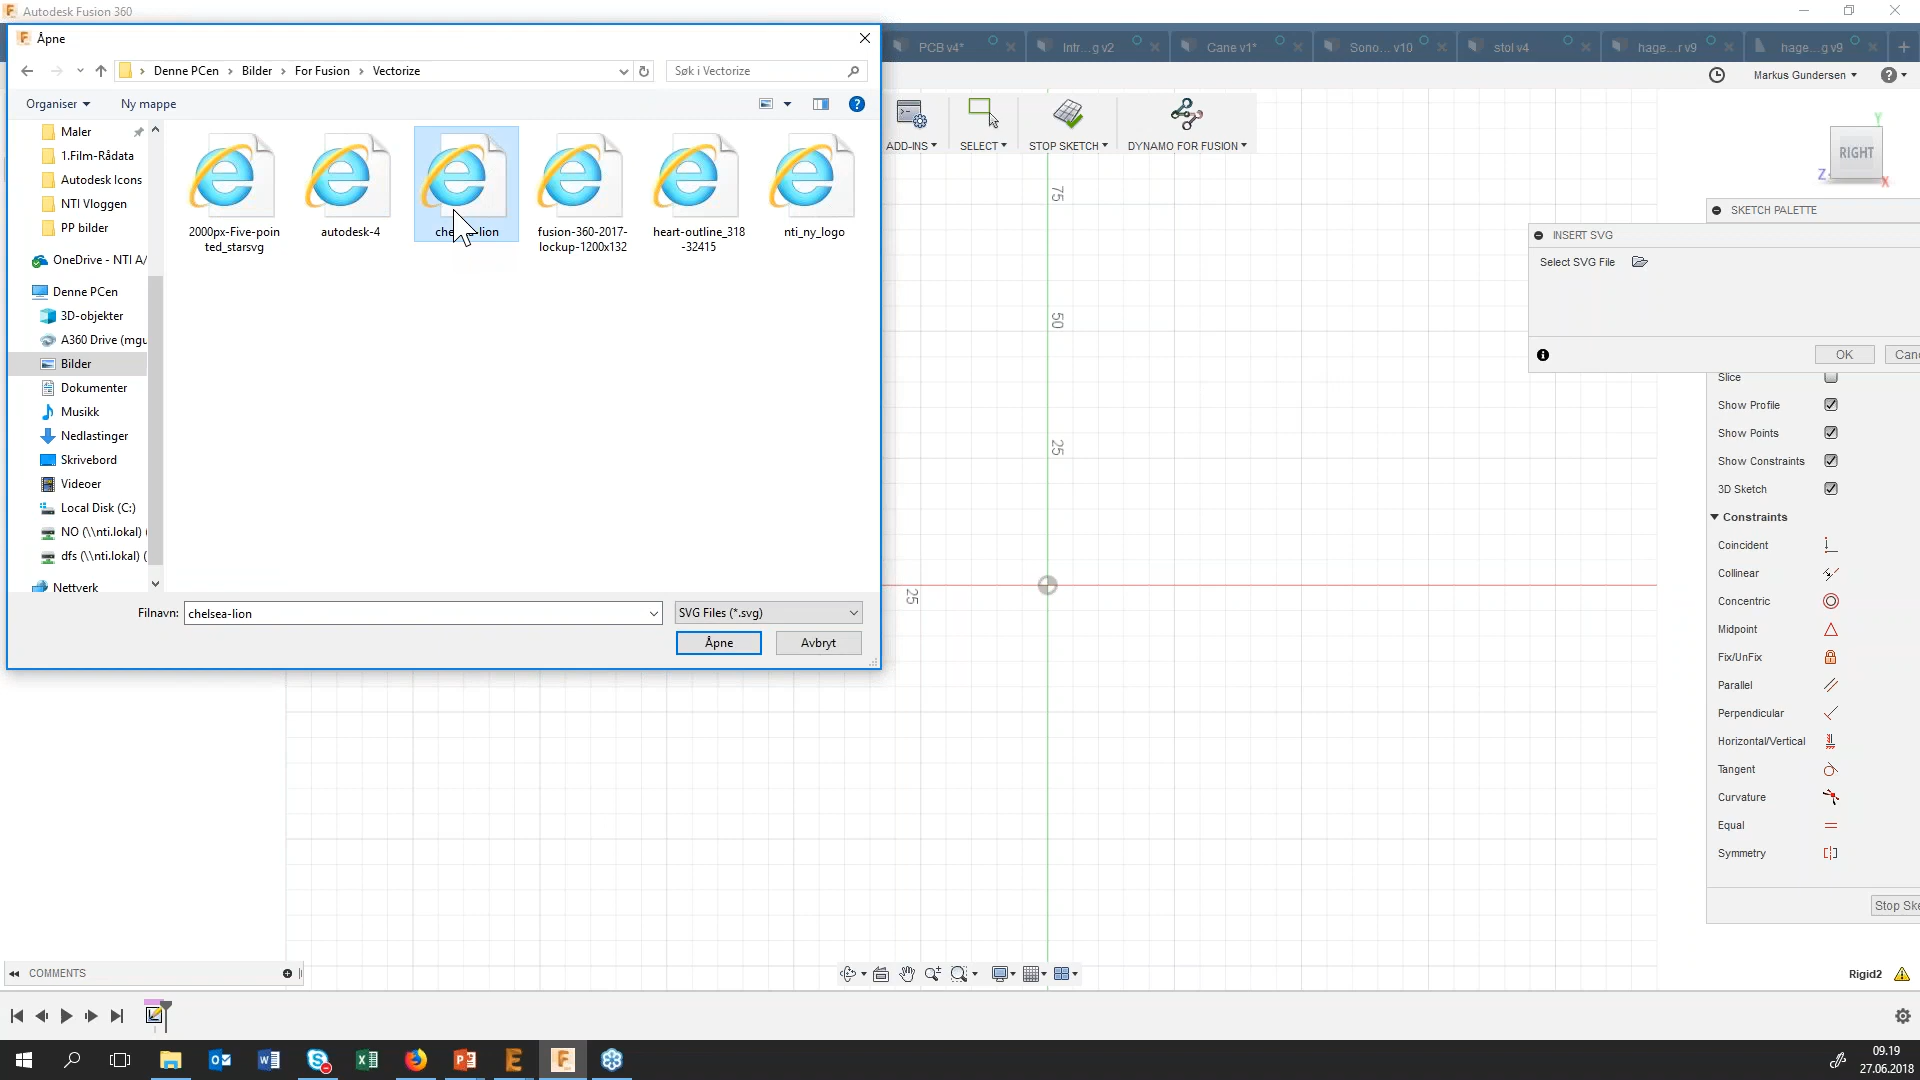 Autodesk Fusion 360
Åpne
Denne PCen
Bilder
For Fusion
Vectorize
Søk i Vectorize
Organiser
Ny mappe
Maler
1.Film-Rådata
Autodesk Icons
NTI Vloggen
PP bilder
OneDrive - NTI A/
Denne PCen
3D-objekter
A360 Drive (mgu
Bilder
Dokumenter
Musikk
Nedlastinger
Skrivebord
Videoer
Local Disk (C:)
NO (\\nti.lokal) (
dfs (\\nti.lokal) (
Nettverk
2000px-Five-poin
ted_starsvg
autodesk-4
che lion
fusion-360-2017-
lockup-1200x132
heart-outline_318
-32415
nti_ny_logo
Filnavn:
chelsea-lion
SVG Files (*.svg)
Åpne
Avbryt
PCB v4*
Intr...g v2
Cane v1*
Sono... v10
stol v4
hage...r v9
hage...g v9
Markus Gundersen
ADD-INS
SELECT
STOP SKETCH
DYNAMO FOR FUSION
Y
RIGHT
Z
X
75
50
25
25
SKETCH PALETTE
INSERT SVG
Select SVG File
OK
Canc
Slice
Show Profile
Show Points
Show Constraints
3D Sketch
Constraints
Coincident
Collinear
Concentric
Midpoint
Fix/UnFix
Parallel
Perpendicular
Horizontal/Vertical
Tangent
Curvature
Equal
Symmetry
Stop Ske
COMMENTS
Rigid2
09.19
27.06.2018